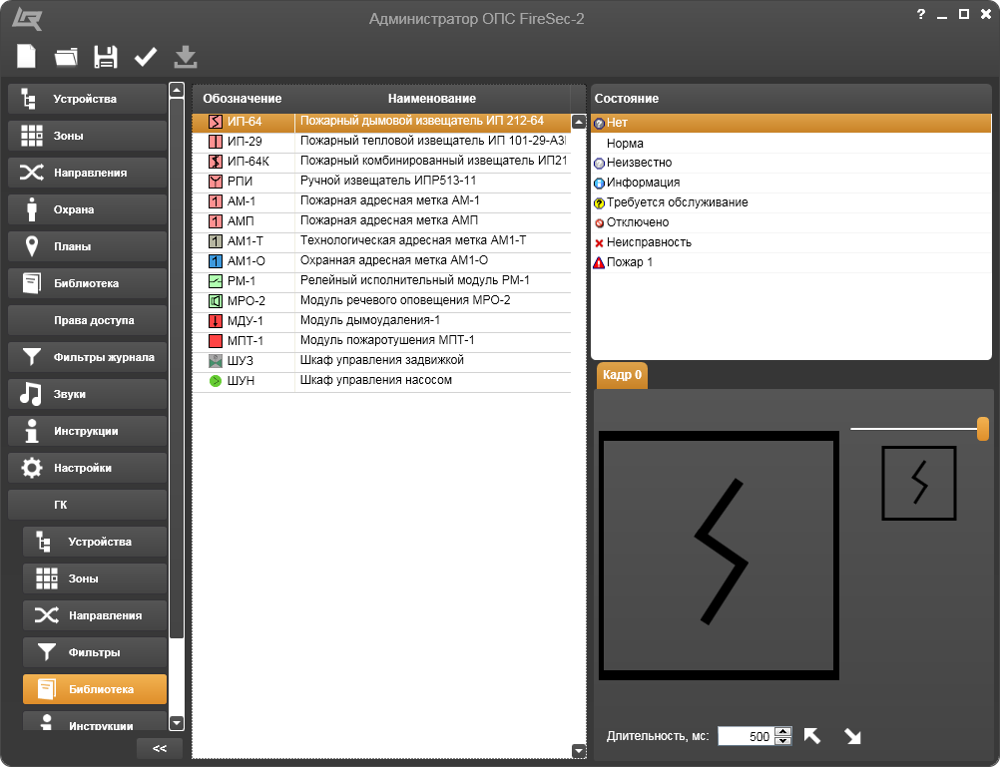 Администратор ОПС FireSec-2
?
Устройства
Зоны
Направления
Охрана
Планы
Библиотека
Права доступа
Фильтры журнала
Звуки
Инструкции
Настройки
ГК
Устройства
Зоны
Направления
Фильтры
Библиотека
Инструкции
<<
Обозначение Наименование
ИП-64 Пожарный дымовой извещатель ИП 212-64
ИП-29 Пожарный тепловой извещатель ИП 101-29-А3
ИП-64К Пожарный комбинированный извещатель ИП21
РПИ Ручной извещатель ИПР513-11
АМ-1 Пожарная адресная метка АМ-1
АМП Пожарная адресная метка АМП
АМ1-Т Технологическая адресная метка АМ1-Т
АМ1-О Охранная адресная метка АМ1-О
РМ-1 Релейный исполнительный модуль РМ-1
МРО-2 Модуль речевого оповещения МРО-2
МДУ-1 Модуль дымоудаления-1
МПТ-1 Модуль пожаротушения МПТ-1
ШУЗ Шкаф управления задвижкой
ШУН Шкаф управления насосом
Состояние
Нет
Норма
Неизвестно
Информация
Требуется обслуживание
Отключено
Неисправность
Пожар 1
Кадр 0
Длительность, мс: 500